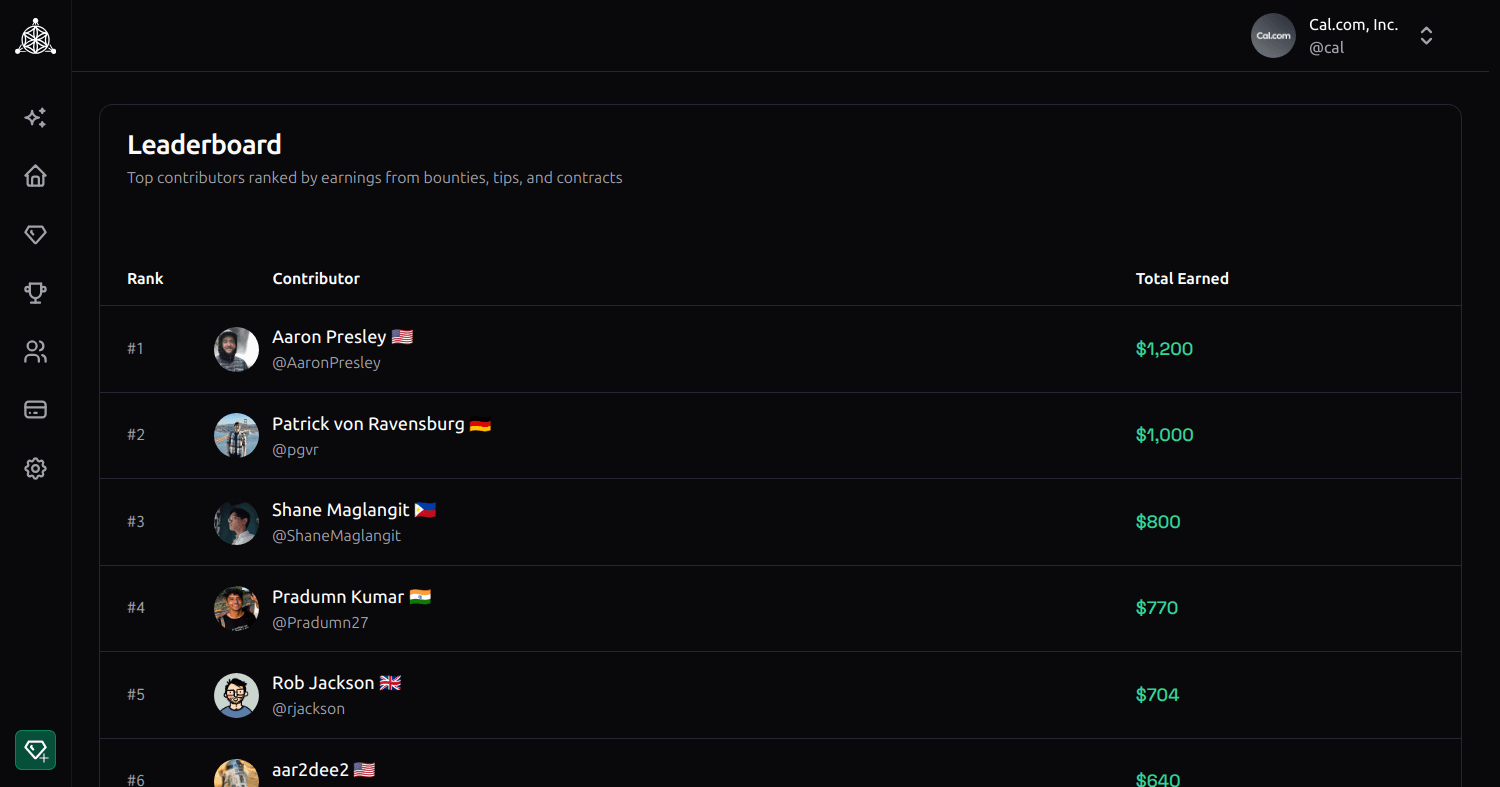 Cal.com
Cal.com, Inc.
@cal
Leaderboard
Top contributors ranked by earnings from bounties, tips, and contracts
Rank Contributor Total Earned
#1 Aaron Presley 🇺🇸 $1,200
@AaronPresley
#2 Patrick von Ravensburg 🇩🇪 $1,000
@pgvr
#3 Shane Maglangit 🇵🇭 $800
@ShaneMaglangit
#4 Pradumn Kumar 🇮🇳 $770
@Pradumn27
#5 Rob Jackson 🇬🇧 $704
@rjackson
#6 aar2dee2 🇺🇸 $640